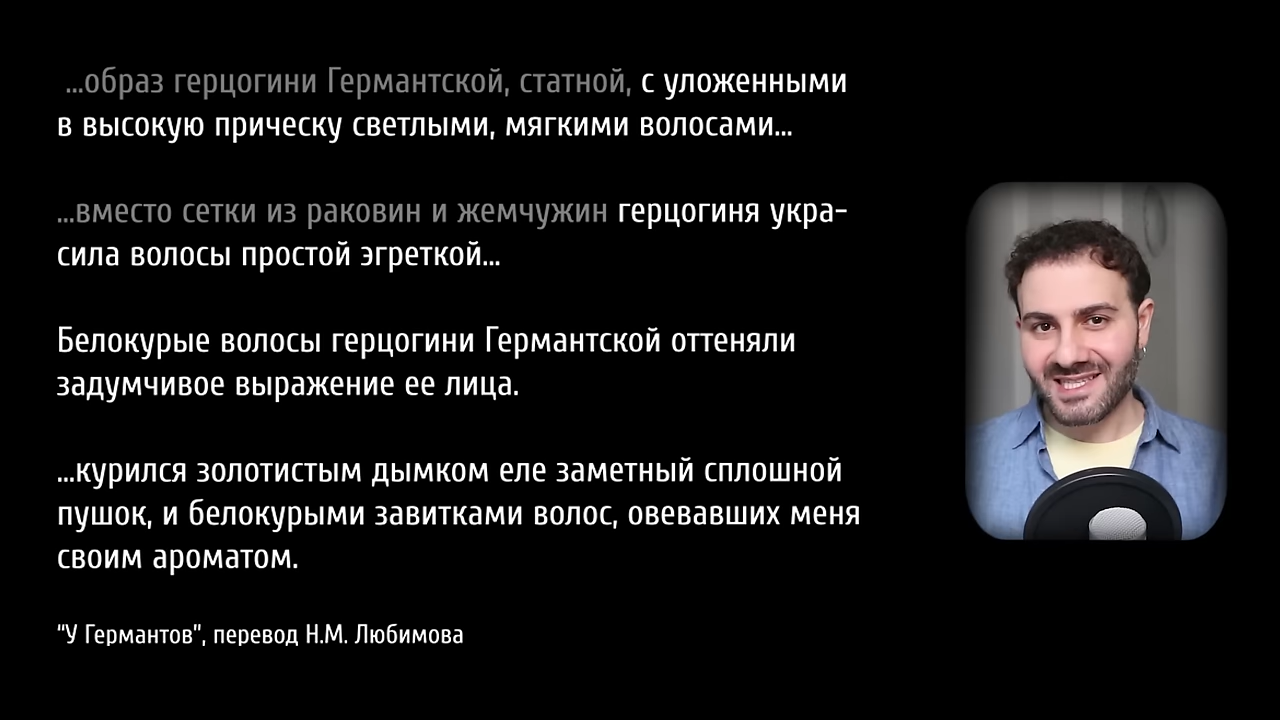 ...образ герцогини Германтской, статной, с уложенными
в высокую прическу светлыми, мягкими волосами...
...вместо сетки из раковин и жемчужин герцогиня укра-
сила волосы простой эгреткой...
Белокурые волосы герцогини Германтской оттеняли
задумчивое выражение ее лица.
...курился золотистым дымком еле заметный сплошной
пушок, и белокурыми завитками волос, овевавших меня
своим ароматом.
“У Германтов”, перевод Н.М. Любимова